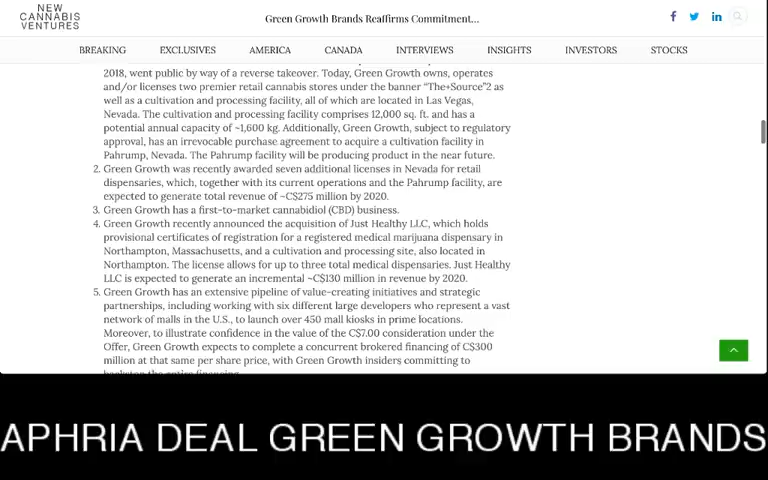 NEW
CANNABIS
VENTURES
Green Growth Brands Reaffirms Commitment...
BREAKING EXCLUSIVES AMERICA CANADA INTERVIEWS INSIGHTS INVESTORS STOCKS
2018, went public by way of a reverse takeover. Today, Green Growth owns, operates
and/or licenses two premier retail cannabis stores under the banner “The+Source”2 as
well as a cultivation and processing facility, all of which are located in Las Vegas,
Nevada. The cultivation and processing facility comprises 12,000 sq. ft. and has a
potential annual capacity of ~1,600 kg. Additionally, Green Growth, subject to regulatory
approval, has an irrevocable purchase agreement to acquire a cultivation facility in
Pahrump, Nevada. The Pahrump facility will be producing product in the near future.
2. Green Growth was recently awarded seven additional licenses in Nevada for retail
dispensaries, which, together with its current operations and the Pahrump facility, are
expected to generate total revenue of ~C$275 million by 2020.
3. Green Growth has a first-to-market cannabidiol (CBD) business.
4. Green Growth recently announced the acquisition of Just Healthy LLC, which holds
provisional certificates of registration for a registered medical marijuana dispensary in
Northampton, Massachusetts, and a cultivation and processing site, also located in
Northampton. The license allows for up to three total medical dispensaries. Just Healthy
LLC is expected to generate an incremental ~C$130 million in revenue by 2020.
5. Green Growth has an extensive pipeline of value-creating initiatives and strategic
partnerships, including working with six different large developers who represent a vast
network of malls in the U.S., to launch over 450 mall kiosks in prime locations.
Moreover, to illustrate confidence in the value of the C$7.00 consideration under the
Offer, Green Growth expects to complete a concurrent brokered financing of C$300
million at that same per share price, with Green Growth insiders committing to
backstop the entire financing.
APHRIA DEAL GREEN GROWTH BRANDS